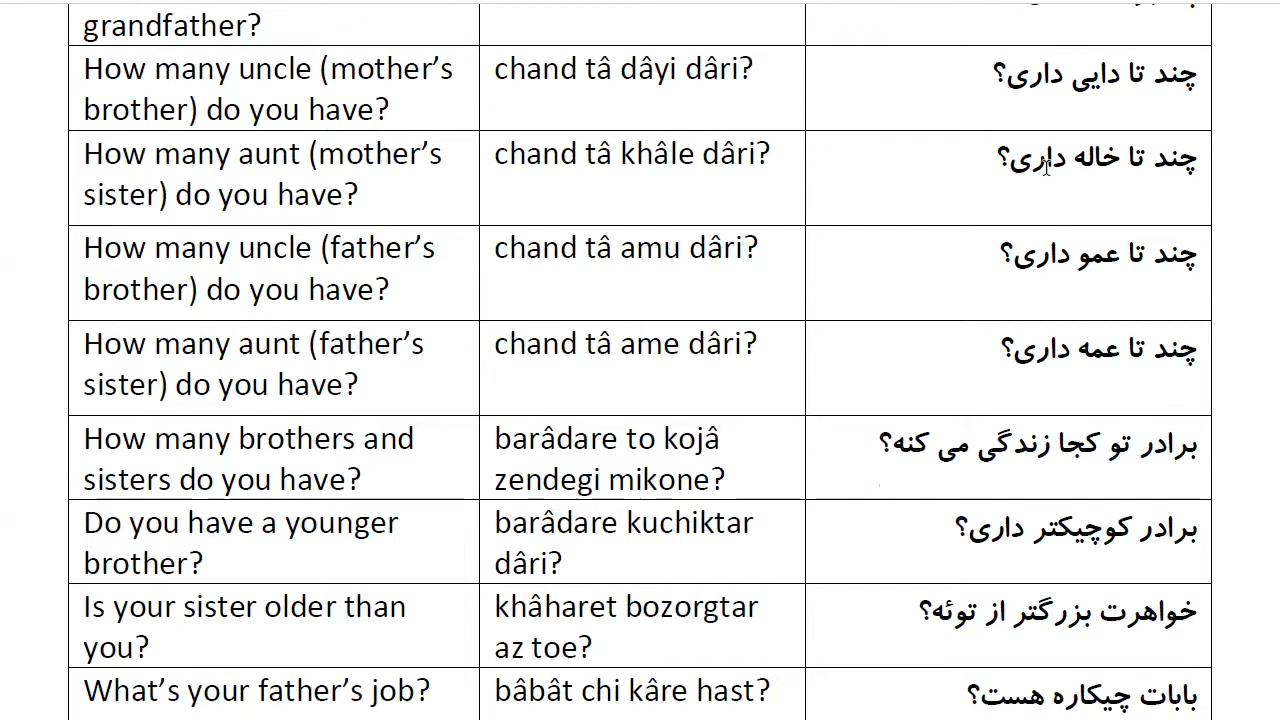 grandfather?
How many uncle (mother’s
brother) do you have?
chand tâ dâyi dâri?
چند تا دایی داری؟
How many aunt (mother’s
sister) do you have?
chand tâ khâle dâri?
چند تا خاله داری؟
How many uncle (father’s
brother) do you have?
chand tâ amu dâri?
چند تا عمو داری؟
How many aunt (father’s
sister) do you have?
chand tâ ame dâri?
چند تا عمه داری؟
How many brothers and
sisters do you have?
barâdare to kojâ
zendegi mikone?
برادر تو کجا زندگی می کنه؟
Do you have a younger
brother?
barâdare kuchiktar
dâri?
برادر کوچیکتر داری؟
Is your sister older than
you?
khâharet bozorgtar
az toe?
خواهرت بزرگتر از توئه؟
What’s your father’s job?
bâbât chi kâre hast?
بابات چیکاره هست؟